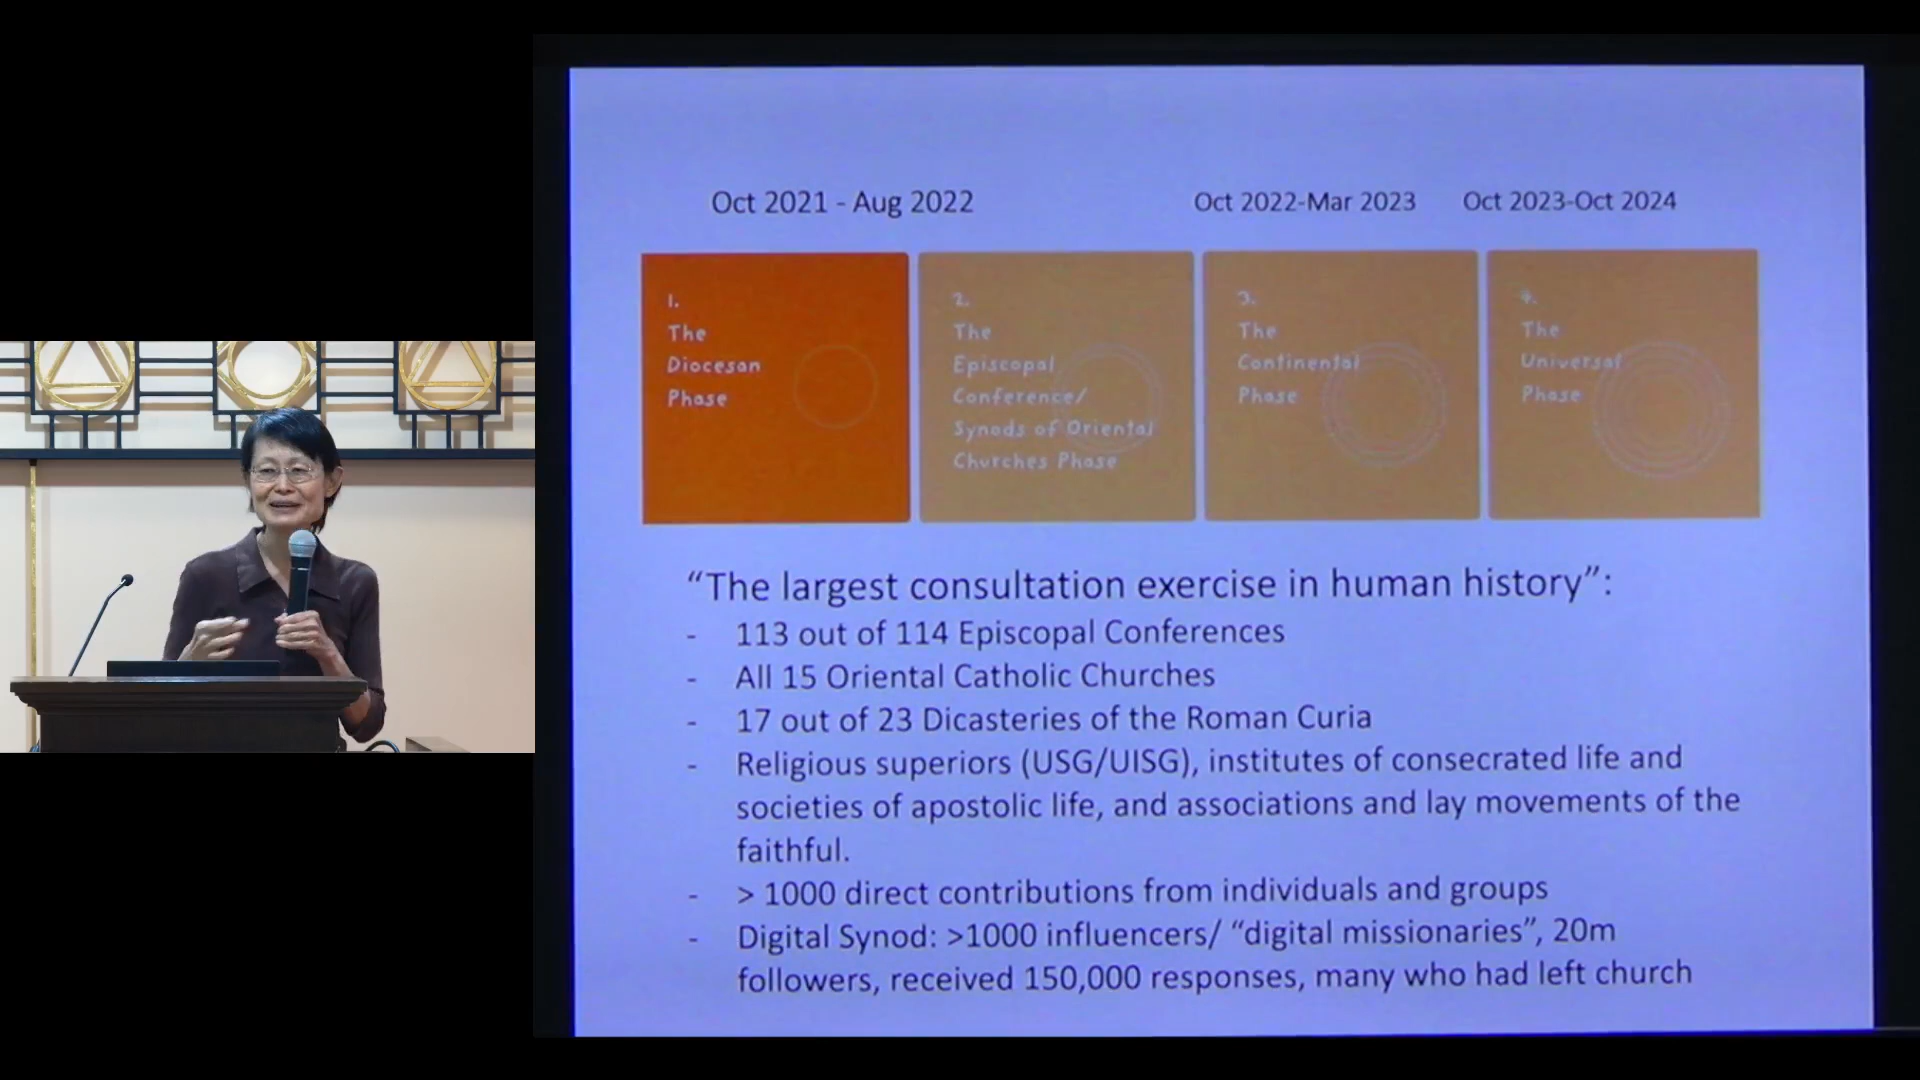 Oct 2021 - Aug 2022
Oct 2022-Mar 2023
Oct 2023-Oct 2024
1.
The
Diocesan
Phase
2.
The
Episcopal
Conference/
Synods of Oriental
Churches Phase
3.
The
Continental
Phase
4.
The
Universal
Phase
“The largest consultation exercise in human history”:
- 113 out of 114 Episcopal Conferences
- All 15 Oriental Catholic Churches
- 17 out of 23 Dicasteries of the Roman Curia
- Religious superiors (USG/UISG), institutes of consecrated life and
societies of apostolic life, and associations and lay movements of the
faithful.
- > 1000 direct contributions from individuals and groups
- Digital Synod: >1000 influencers/ “digital missionaries”, 20m
followers, received 150,000 responses, many who had left church